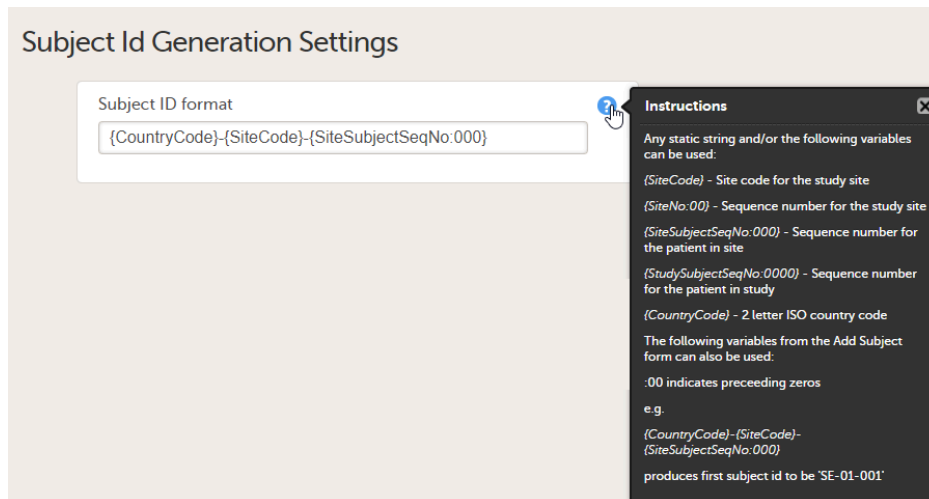 Subject Id Generation Settings
Subject ID format
{CountryCode}-{SiteCode}-{SiteSubjectSeqNo:000}
Instructions
Any static string and/or the following variables
can be used:
{SiteCode} - Site code for the study site
{SiteNo:00} - Sequence number for the study site
{SiteSubjectSeqNo:000} - Sequence number for
the patient in site
{StudySubjectSeqNo:0000} - Sequence number
for the patient in study
{CountryCode} - 2 letter ISO country code
The following variables from the Add Subject
form can also be used:
:00 indicates preceeding zeros
e.g.
{CountryCode}-{SiteCode}-
{SiteSubjectSeqNo:000}
produces first subject id to be 'SE-01-001'